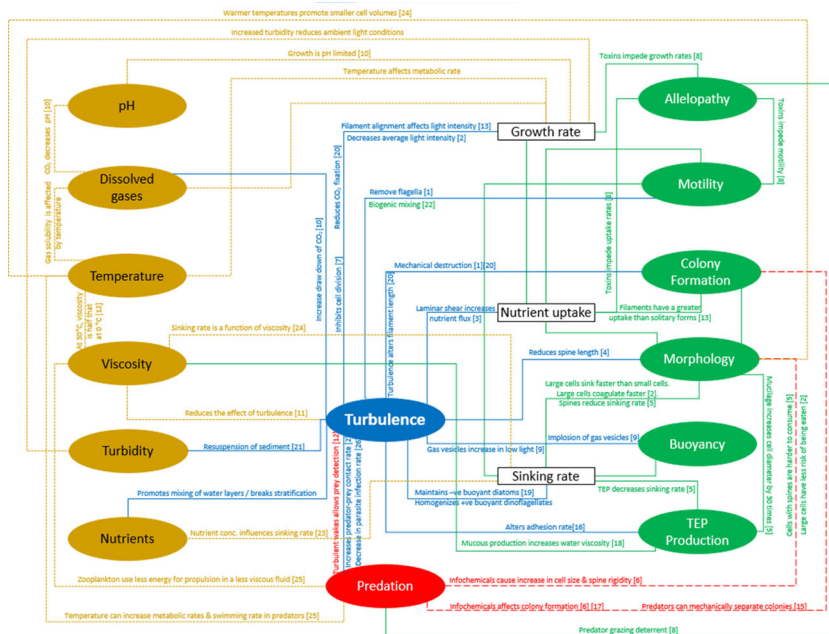 Warmer temperatures promote smaller cell volumes [24]
Increased turbidity reduces ambient light conditions
Growth is pH limited [10]
Toxins impede growth rates [8]
Temperature affects metabolic rate
pH
Allelopathy
CO₂ decreases pH [10]
Filament alignment affects light intensity [13]
Growth rate
Decreases average light intensity [2]
Toxins impede
motility [8]
Reduces CO₂ fixation [20]
Dissolved
gases
Remove flagella [1]
Biogenic mixing [22]
Motility
Toxins impede uptake rates [8]
Gas solubility is affected
by temperature
Increase draw down of CO₂ [10]
Inhibits cell division [7]
Temperature
Mechanical destruction [1][20]
Colony
Formation
Turbulence alters filament length [20]
Laminar shear increases
nutrient flux [3]
Nutrient uptake
Filaments have a greater
uptake than solitary forms [13]
At 30°C, viscosity
is half that
at 0 °C [12]
Sinking rate is a function of viscosity [24]
Viscosity
Reduces spine length [4]
Morphology
Large cells sink faster than small cells.
Large cells coagulate faster [2].
Spines reduce sinking rate [5]
Reduces the effect of turbulence [11]
Turbulence
Mucilage increases cell diameter by 30 times [5]
Cells with spines are harder to consume [5]
Large cells have less risk of being eaten [2]
Turbidity
Resuspension of sediment [21]
Implosion of gas vesicles [9]
Buoyancy
Gas vesicles increase in low light [9]
Sinking rate
Turbulent wakes allows prey detection [12]
Increases predator-prey contact rate [2]
Decrease in parasite infection rate [26]
Promotes mixing of water layers / breaks stratification
Maintains –ve buoyant diatoms [19]
Homogenizes +ve buoyant dinoflagellates
TEP decreases sinking rate [5]
Nutrients
Nutrient conc. influences sinking rate [23]
Alters adhesion rate[16]
Mucous production increases water viscosity [18]
TEP
Production
Zooplankton use less energy for propulsion in a less viscous fluid [25]
Predation
Infochemicals cause increase in cell size & spine rigidity [6]
Temperature can increase metabolic rates & swimming rate in predators [25]
Infochemicals affects colony formation [6] [17]
Predators can mechanically separate colonies [15]
Predator grazing deterrent [8]